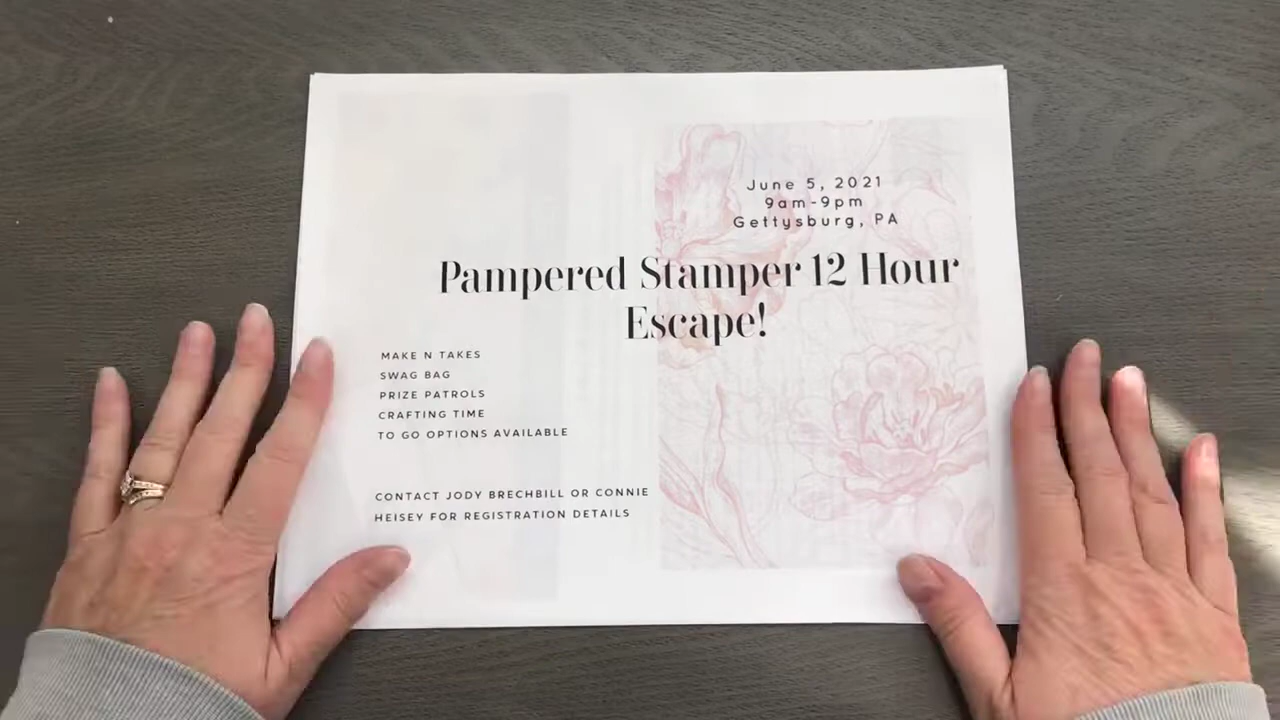 June 5, 2021
9am-9pm
Gettysburg, PA
Pampered Stamper 12 Hour
Escape!
MAKE N TAKES
SWAG BAG
PRIZE PATROLS
CRAFTING TIME
TO GO OPTIONS AVAILABLE
CONTACT JODY BRECHBILL OR CONNIE
HEISEY FOR REGISTRATION DETAILS